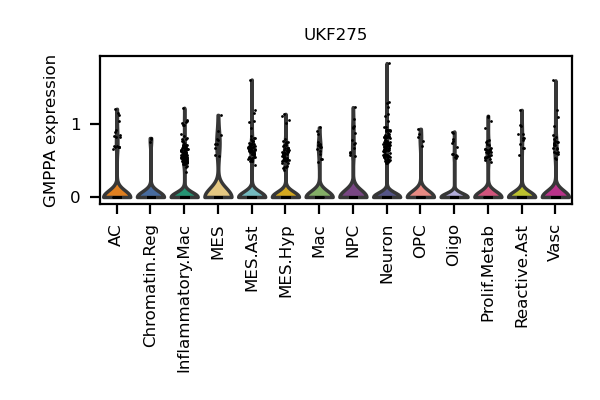 UKF275
GMPPA expression
1
0
AC
Chromatin.Reg
Inflammatory.Mac
MES
MES.Ast
MES.Hyp
Mac
NPC
Neuron
OPC
Oligo
Prolif.Metab
Reactive.Ast
Vasc